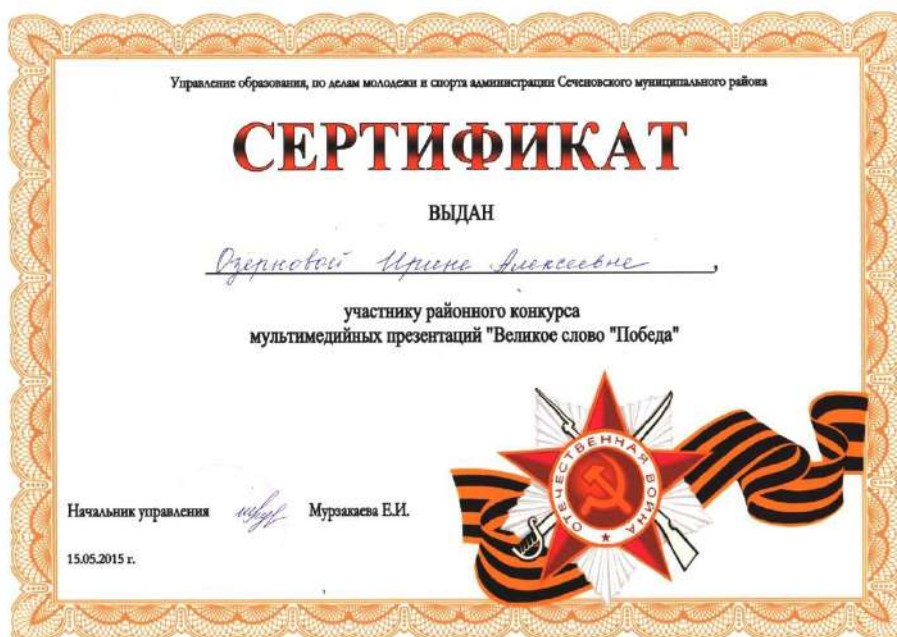 Управление образования, по делам молодежи и спорта администрации Сеченовского муниципального района
СЕРТИФИКАТ
ВЫДАН
Озёрновой Ирине Алексеевне,
участнику районного конкурса
мультимедийных презентаций "Великое слово "Победа"
ОТЕЧЕСТВЕННАЯ ВОЙНА
Начальник управления Мурзакаева Е.И.
15.05.2015 г.